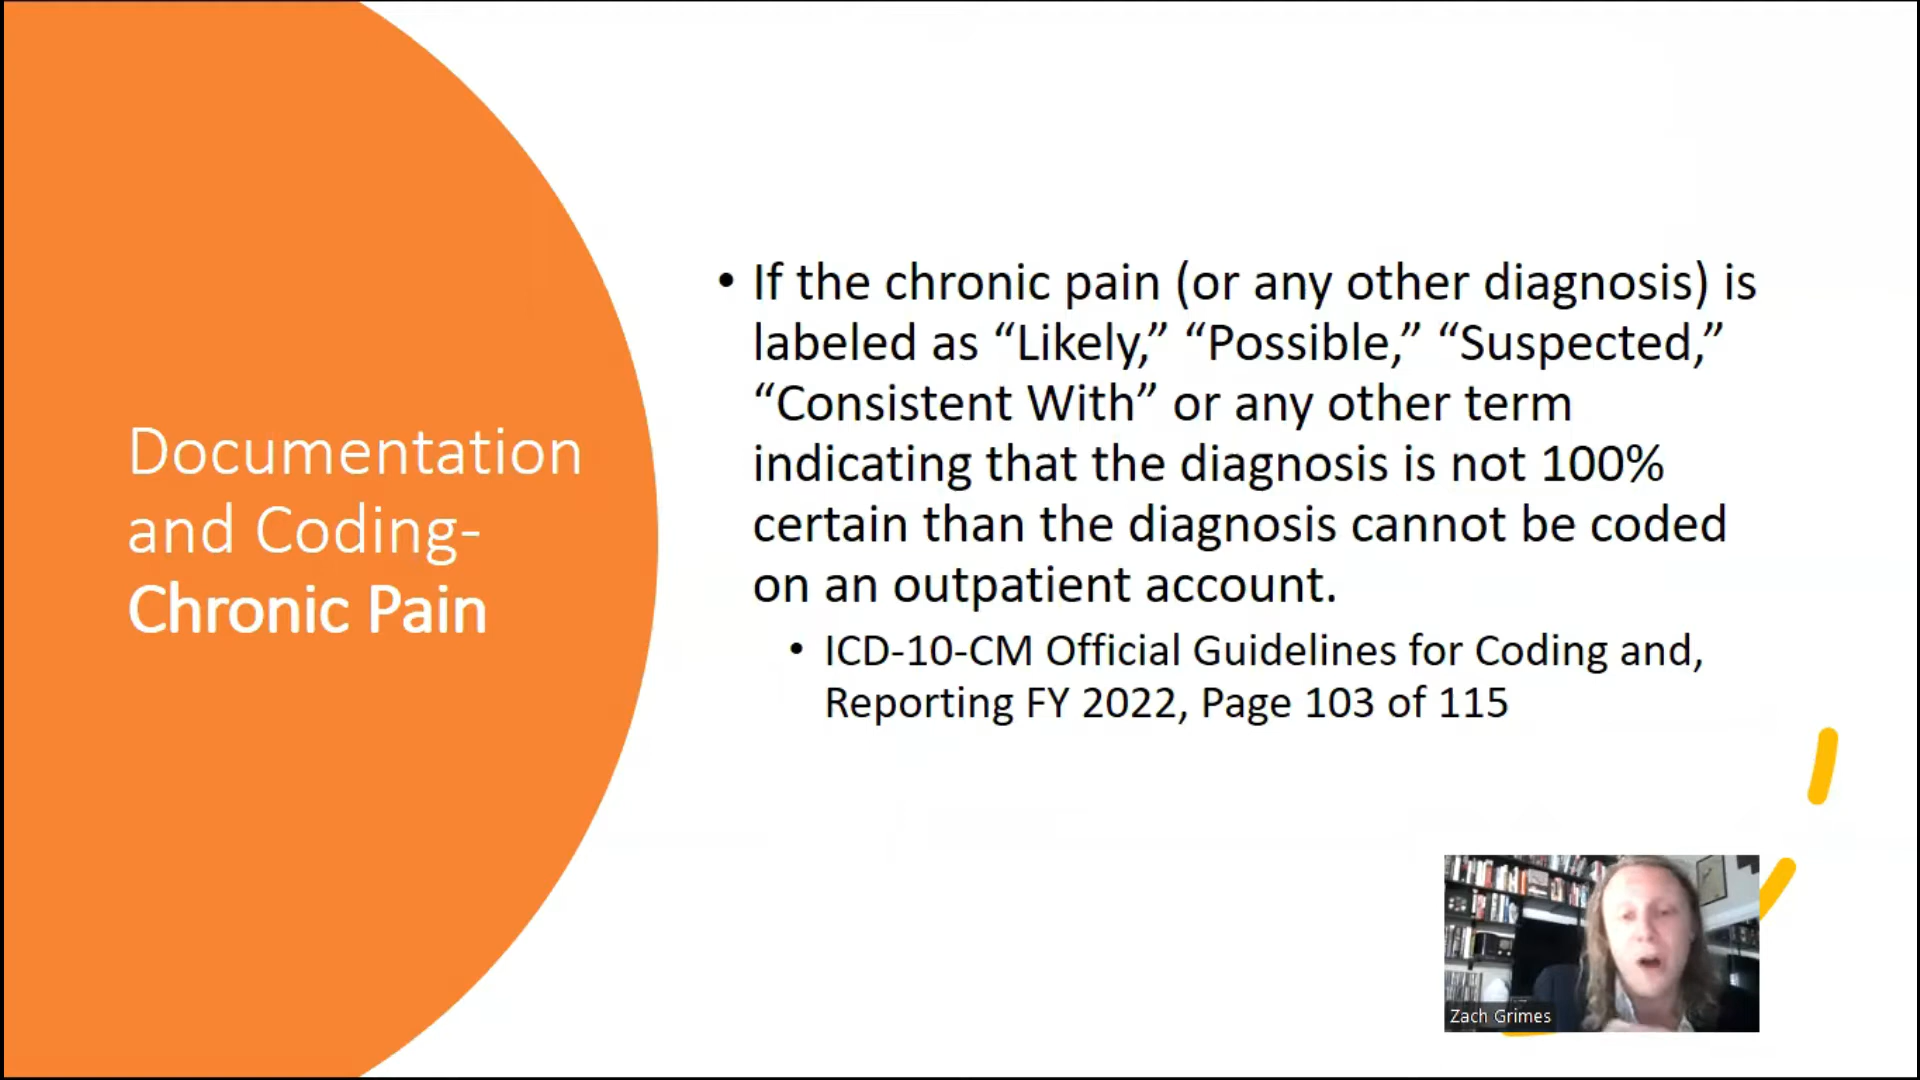 Documentation
and Coding-
Chronic Pain
• If the chronic pain (or any other diagnosis) is
labeled as “Likely,” “Possible,” “Suspected,”
“Consistent With” or any other term
indicating that the diagnosis is not 100%
certain than the diagnosis cannot be coded
on an outpatient account.
• ICD-10-CM Official Guidelines for Coding and,
Reporting FY 2022, Page 103 of 115
Zach Grimes